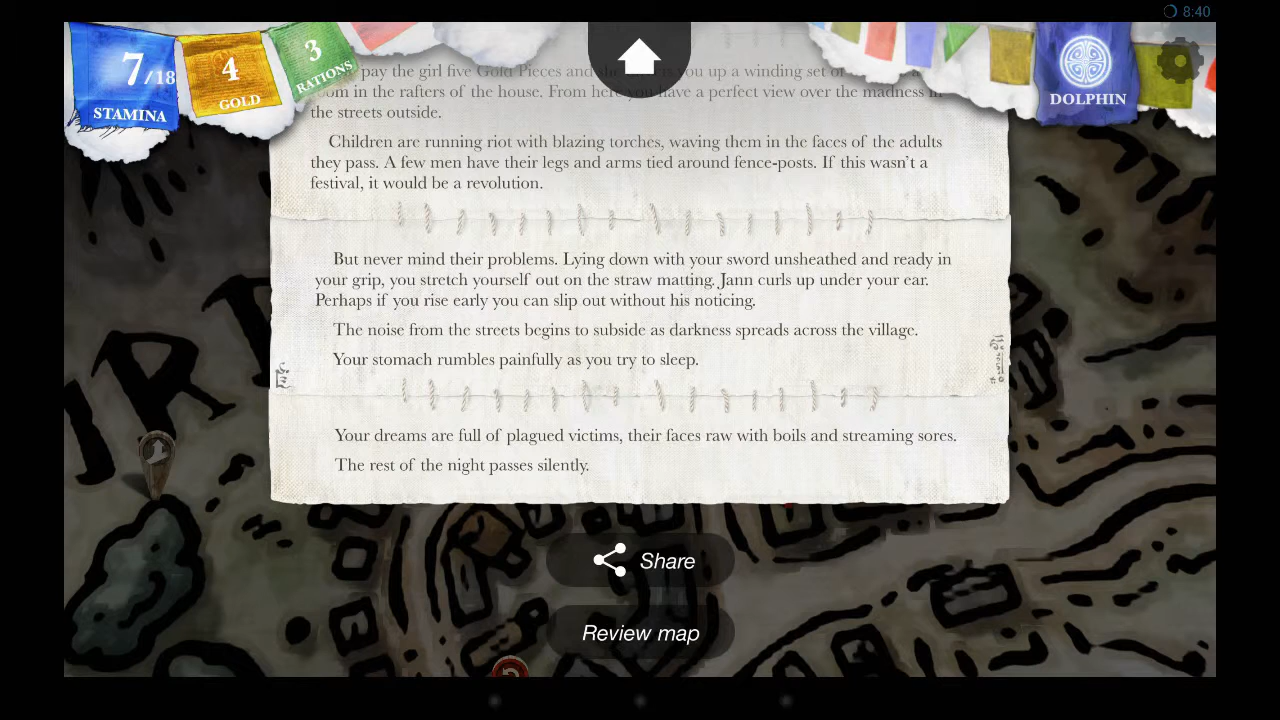 8:40
7/18
STAMINA
4
GOLD
3
RATIONS
DOLPHIN
pay the girl five Gold Pieces and you up a winding set of
in the rafters of the house. From here you have a perfect view over the madness in
the streets outside.
Children are running riot with blazing torches, waving them in the faces of the adults
they pass. A few men have their legs and arms tied around fence-posts. If this wasn't a
festival, it would be a revolution.
But never mind their problems. Lying down with your sword unsheathed and ready in
your grip, you stretch yourself out on the straw matting. Jann curls up under your ear.
Perhaps if you rise early you can slip out without his noticing.
The noise from the streets begins to subside as darkness spreads across the village.
Your stomach rumbles painfully as you try to sleep.
Your dreams are full of plagued victims, their faces raw with boils and streaming sores.
The rest of the night passes silently.
Share
Review map